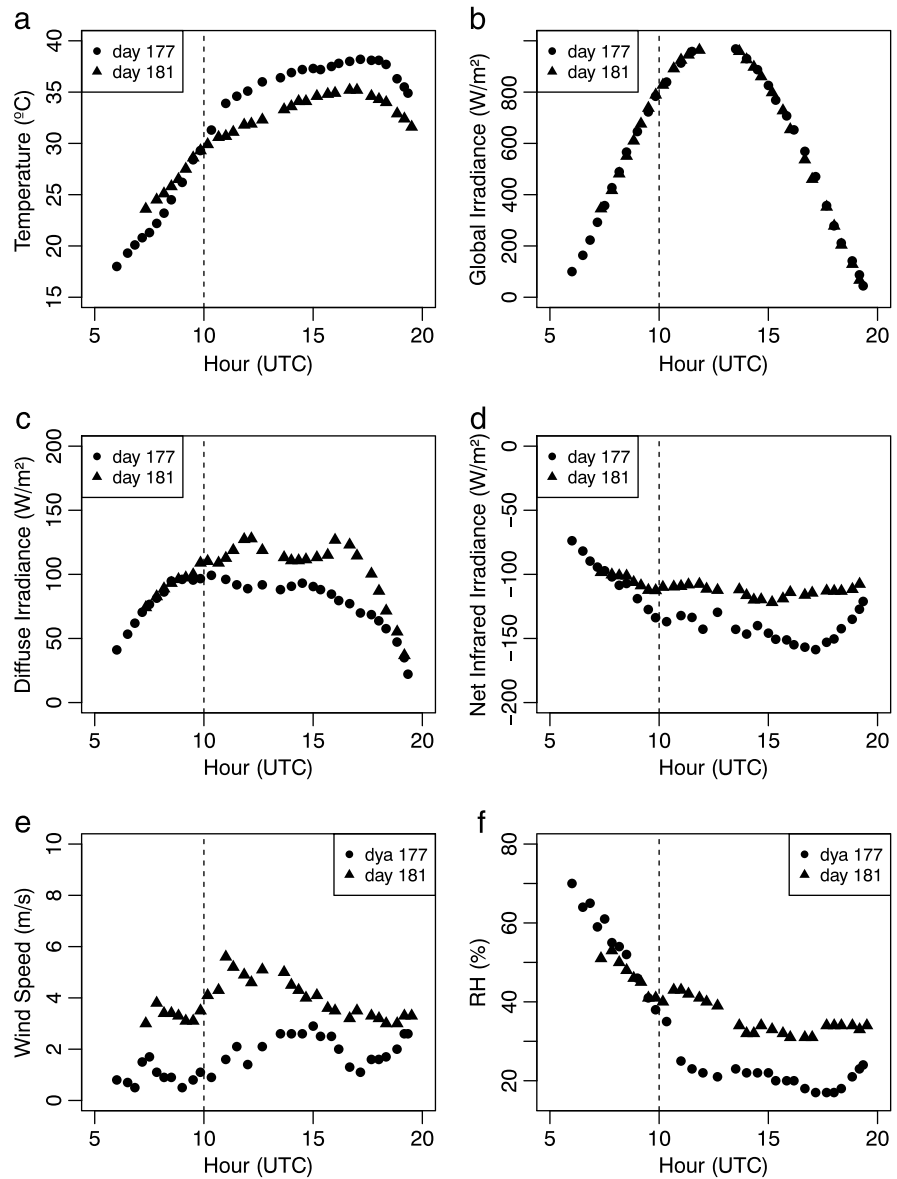 a
Temperature (ºC)
40
35
30
25
20
15
day 177
day 181
5 10 15 20
Hour (UTC)
b
Global Irradiance (W/m²)
800
600
400
200
0
day 177
day 181
5 10 15 20
Hour (UTC)
c
Diffuse Irradiance (W/m²)
200
150
100
50
0
day 177
day 181
5 10 15 20
Hour (UTC)
d
Net Infrared Irradiance (W/m²)
0
−50
−100
−150
−200
day 177
day 181
5 10 15 20
Hour (UTC)
e
Wind Speed (m/s)
10
8
6
4
2
0
dya 177
day 181
5 10 15 20
Hour (UTC)
f
RH (%)
80
60
40
20
dya 177
day 181
5 10 15 20
Hour (UTC)